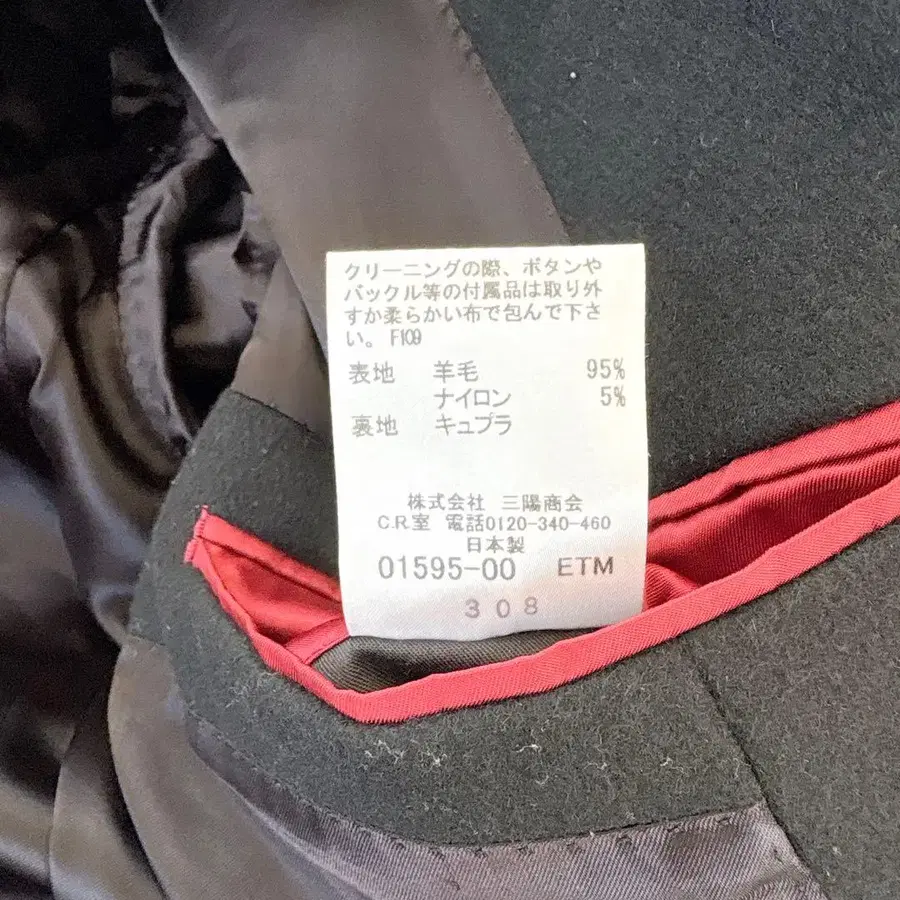 クリーニングの際、ボタンや
バックル等の付属品は取り外
すか柔らかい布で包んで下さ
い。 F109
表地 羊毛 95%
ナイロン 5%
裏地 キュプラ
株式会社 三陽商会
C.R.室 電話0120-340-460
日本製
01595-00 ETM
308